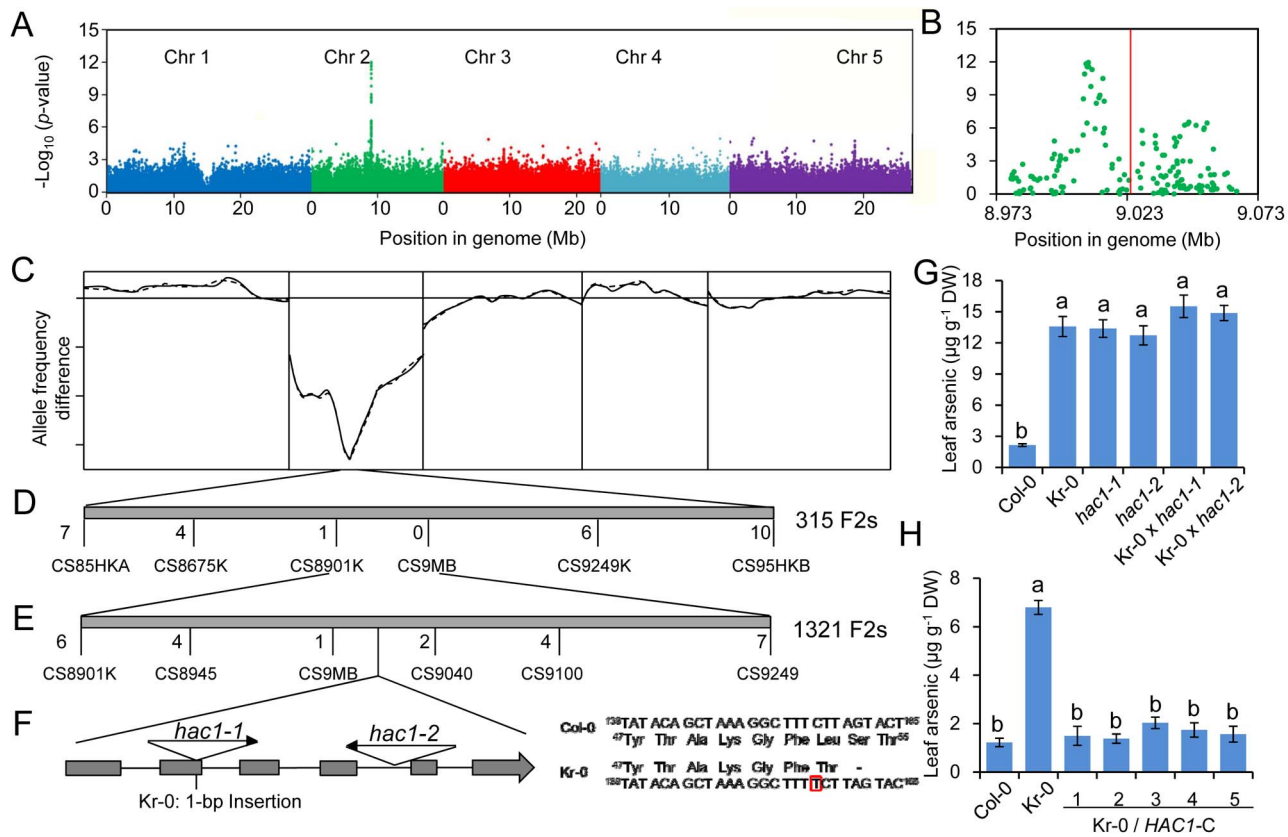 A
15
12
9
6
3
0
-Log10 (p-value)
Chr 1
Chr 2
Chr 3
Chr 4
Chr 5
0 10 20 0 10 0 10 20 0 10 0 10 20
Position in genome (Mb)
B
15
12
9
6
3
0
8.973 9.023 9.073
Position in genome (Mb)
C
Allele frequency
difference
D
7 4 1 0 6 10
315 F2s
CS85HKA CS8675K CS8901K CS9MB CS9249K CS95HKB
E
6 4 1 2 4 7
1321 F2s
CS8901K CS8945 CS9MB CS9040 CS9100 CS9249
F
hac1-1
hac1-2
Kr-0: 1-bp Insertion
Col-0
TAT ACA GCT AAA GGC TTT CTT AGT ACT
47Tyr Thr Ala Lys Gly Phe Leu Ser Thr55
Kr-0
47Tyr Thr Ala Lys Gly Phe Thr -
TAT ACA GCT AAA GGC TTT TCT TAG TAC
G
Leaf arsenic (µg g-1 DW)
18
15
12
9
6
3
0
b a a a a a
Col-0
Kr-0
hac1-1
hac1-2
Kr-0 x hac1-1
Kr-0 x hac1-2
H
Leaf arsenic (µg g-1 DW)
8
6
4
2
0
b a b b b b b
Col-0
Kr-0
1 2 3 4 5
Kr-0 / HAC1-C